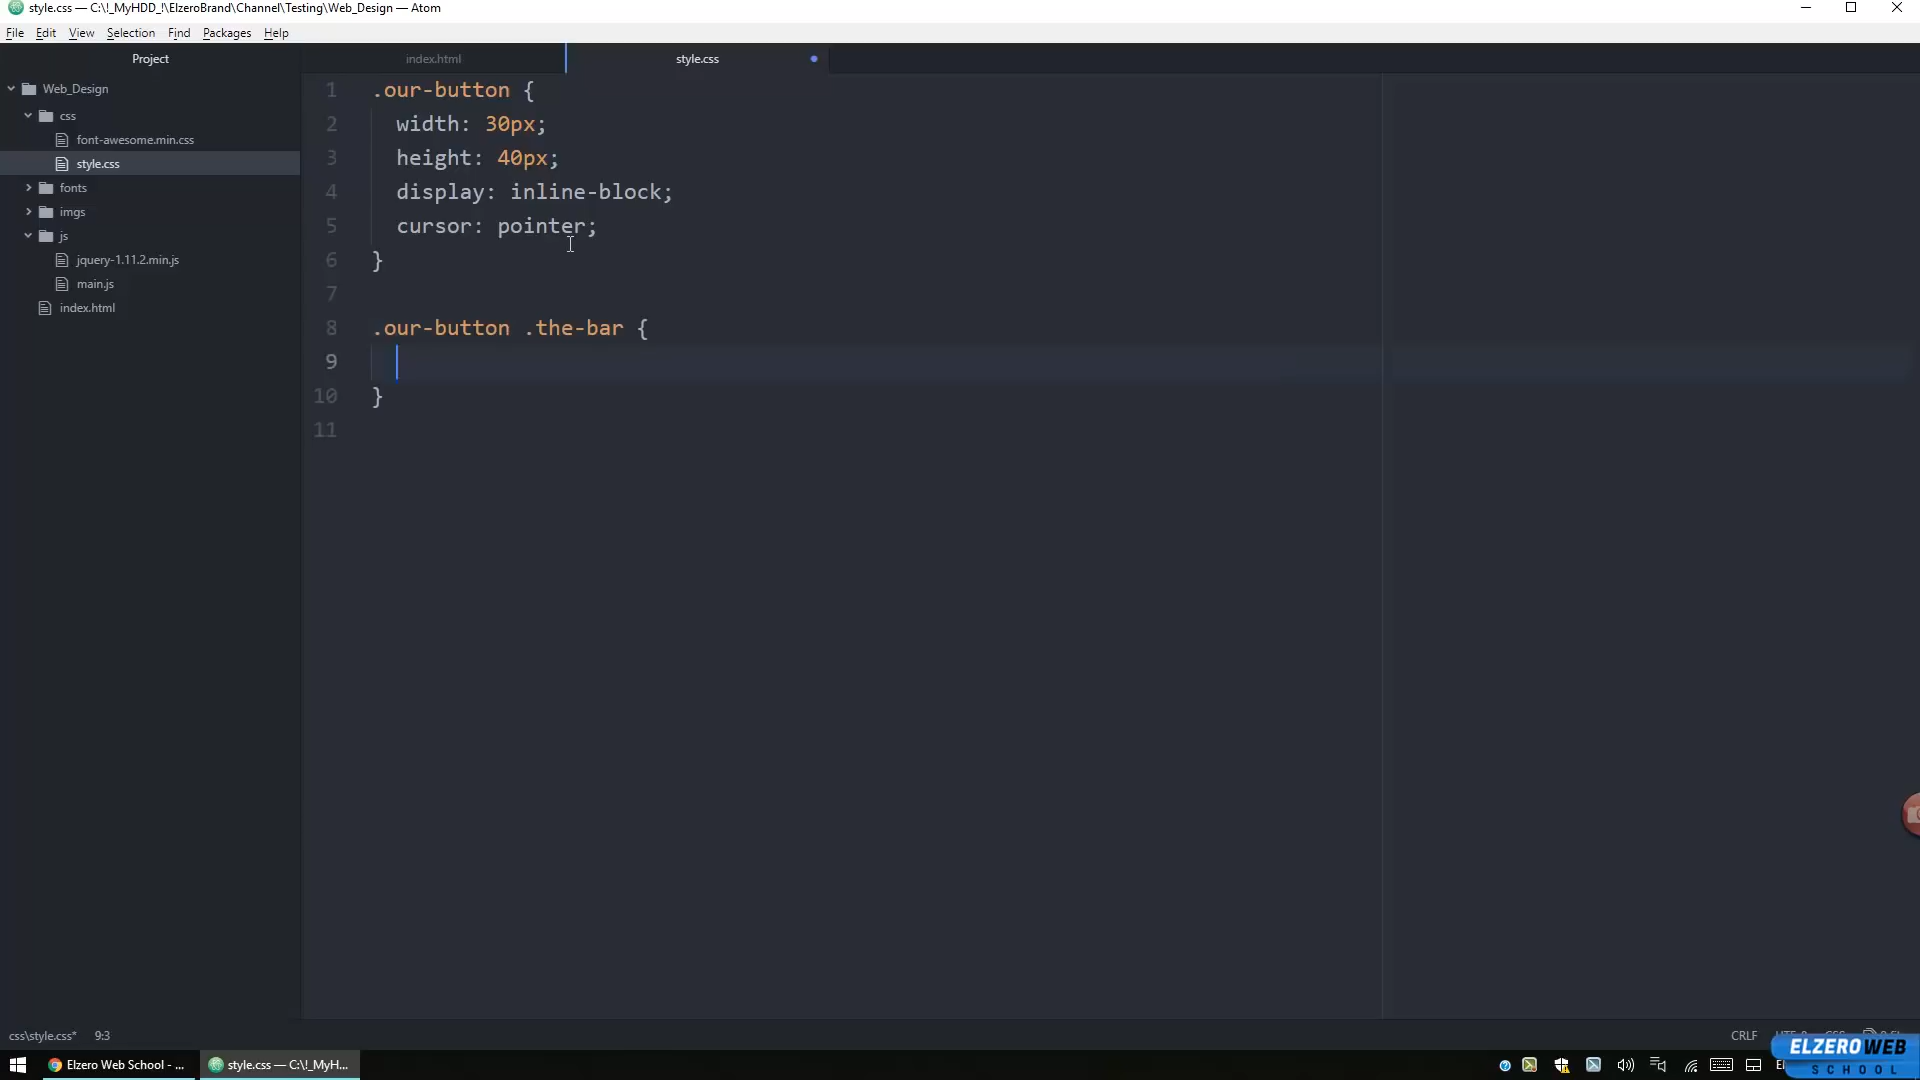 style.css — C:\!_MyHDD_!\ElzeroBrand\Channel\Testing\Web_Design — Atom
File Edit View Selection Find Packages Help
Project
index.html
style.css
Web_Design
css
font-awesome.min.css
style.css
fonts
imgs
js
jquery-1.11.2.min.js
main.js
index.html
1 .our-button {
2 width: 30px;
3 height: 40px;
4 display: inline-block;
5 cursor: pointer;
6 }
7
8 .our-button .the-bar {
9
10 }
11
css\style.css* 9:3
CRLF
Elzero Web School - ...
style.css — C:\!_MyH...
ELZEROWEB
SCHOOL